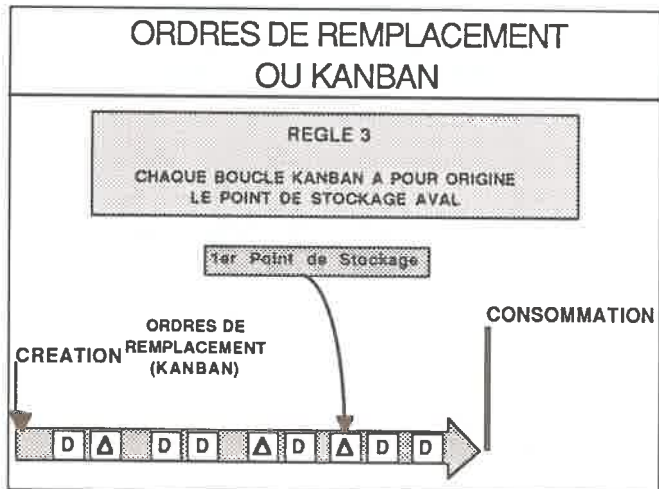 ORDRES DE REMPLACEMENT
OU KANBAN
REGLE 3
CHAQUE BOUCLE KANBAN A POUR ORIGINE
LE POINT DE STOCKAGE AVAL
1er Point de Stockage
CONSOMMATION
ORDRES DE
REMPLACEMENT
(KANBAN)
CREATION
D Δ D D Δ D Δ D D